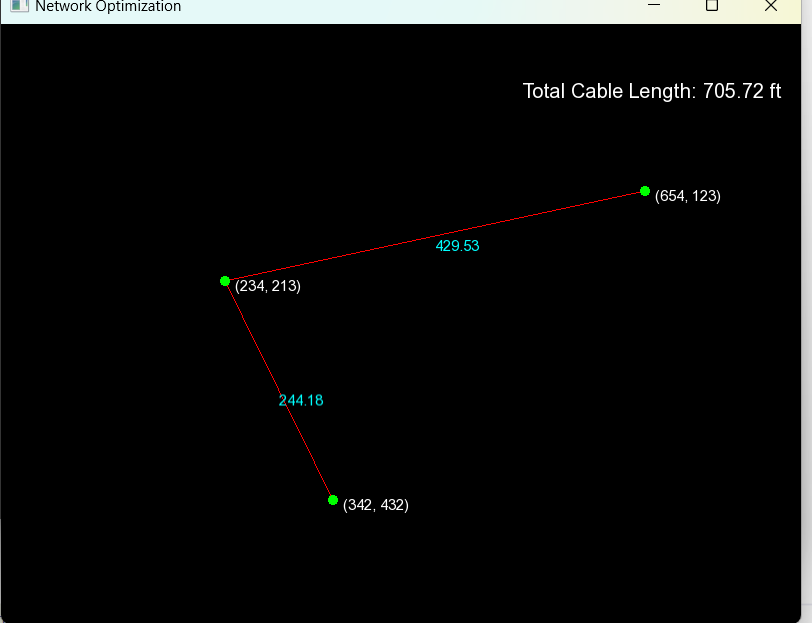 Network Optimization
Total Cable Length: 705.72 ft
(654, 123)
429.53
(234, 213)
244.18
(342, 432)